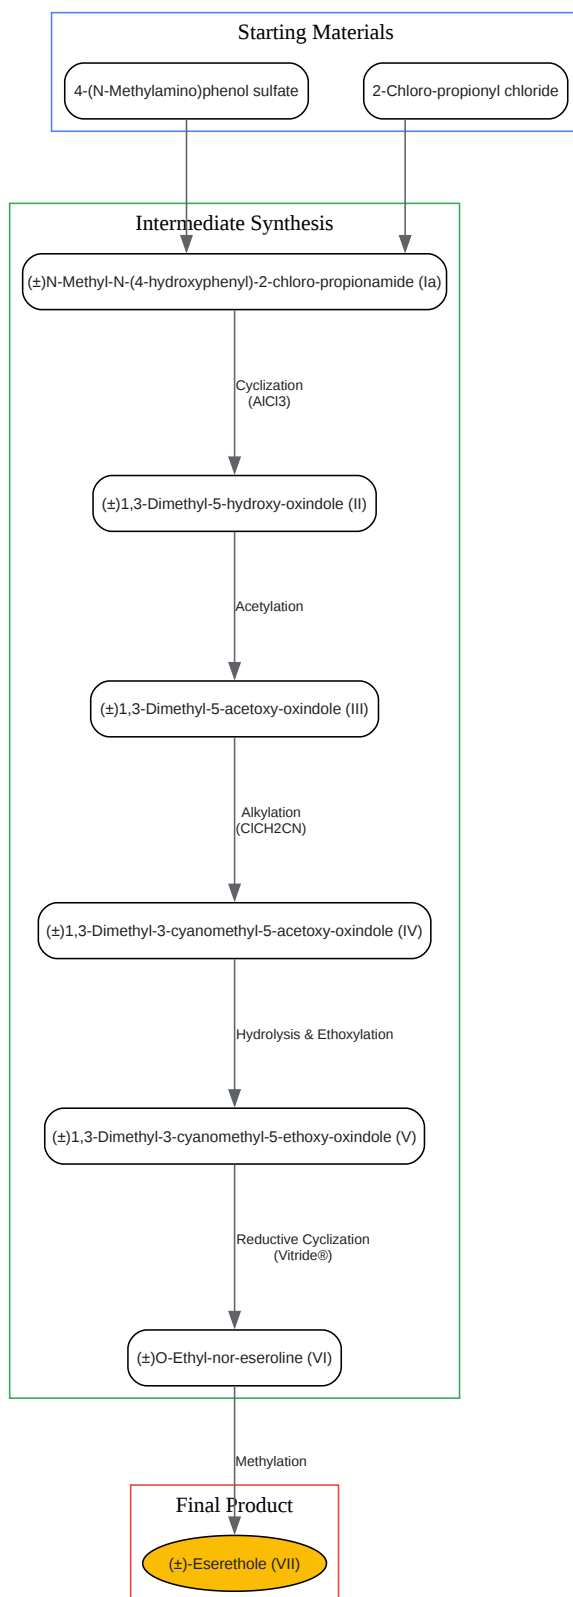 Starting Materials
4-(N-Methylamino)phenol sulfate
2-Chloro-propionyl chloride
Intermediate Synthesis
(±)N-Methyl-N-(4-hydroxyphenyl)-2-chloro-propionamide (Ia)
Cyclization
(AlCl3)
(±)1,3-Dimethyl-5-hydroxy-oxindole (II)
Acetylation
(±)1,3-Dimethyl-5-acetoxy-oxindole (III)
Alkylation
(ClCH2CN)
(±)1,3-Dimethyl-3-cyanomethyl-5-acetoxy-oxindole (IV)
Hydrolysis & Ethoxylation
(±)1,3-Dimethyl-3-cyanomethyl-5-ethoxy-oxindole (V)
Reductive Cyclization
(Vitride®)
(±)O-Ethyl-nor-eseroline (VI)
Methylation
Final Product
(±)-Eserethole (VII)